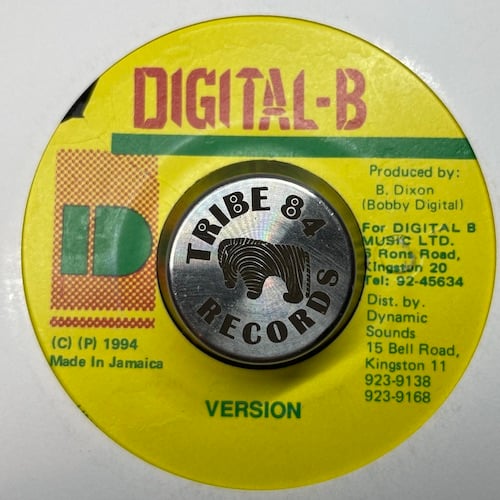 DIGITAL-B
Produced by:
B. Dixon
(Bobby Digital)
For DIGITAL B
MUSIC LTD.
6 Rons Road,
Kingston 20
Tel: 92-45634
Dist. by.
Dynamic
Sounds
15 Bell Road,
Kingston 11
923-9138
923-9168
D
TRIBE 84
RECORDS
(C) (P) 1994
Made In Jamaica
VERSION